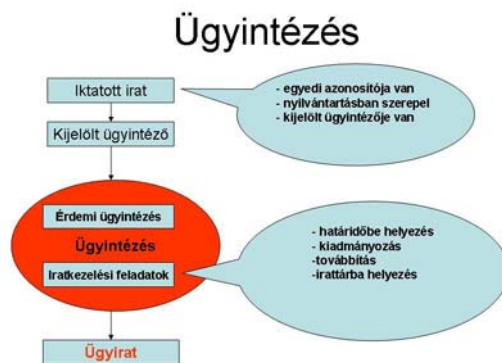 Ügyintézés
Iktatott irat
- egyedi azonosítója van
- nyilvántartásban szerepel
- kijelölt ügyintézője van
Kijelölt ügyintéző
Érdemi ügyintézés
Ügyintézés
Iratkezelési feladatok
- határidőbe helyezés
- kiadmányozás
-továbbítás
-irattárba helyezés
Ügyirat